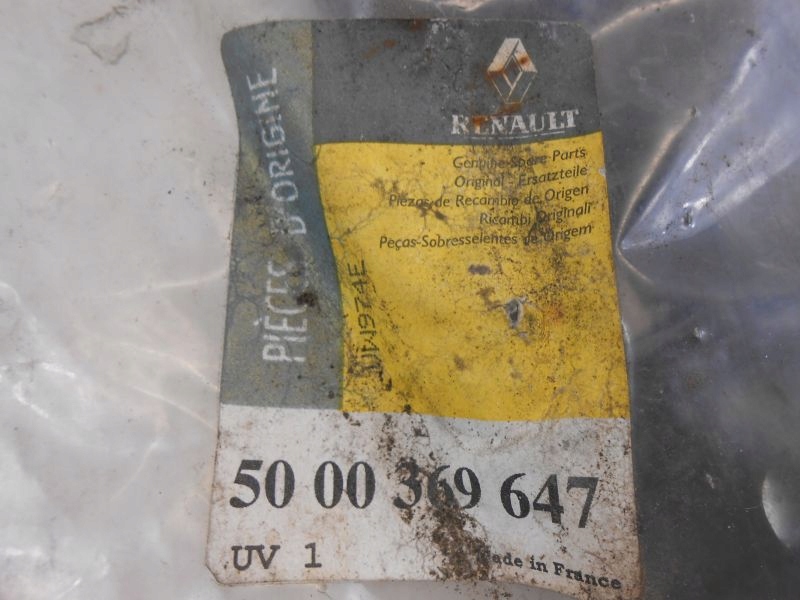 PIÈCES D'ORIGINE
RENAULT
Genuine Spare Parts
Original - Ersatzteile
Piezas de Recambio de Origen
Ricambi Originali
Peças-Sobresselentes de Origem
50 00 369 647
UV 1
Made in France